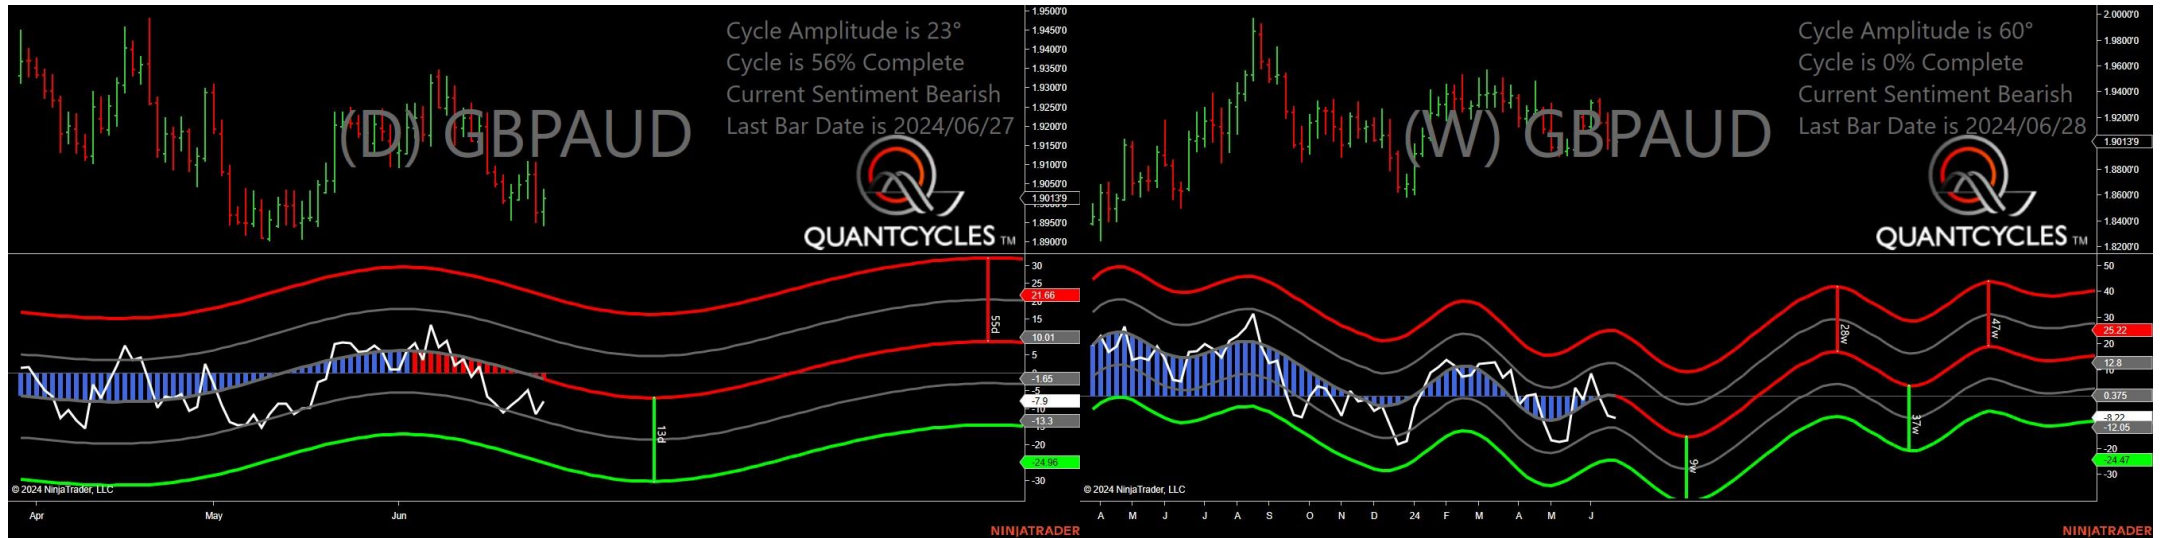 Cycle Amplitude is 23°
Cycle is 56% Complete
Current Sentiment Bearish
Last Bar Date is 2024/06/27
(D) GBPAUD
QUANTCYCLES TM
1.9500'0
1.9450'0
1.9400'0
1.9350'0
1.9300'0
1.9250'0
1.9200'0
1.9150'0
1.9100'0
1.9050'0
1.9013'9
1.8950'0
1.8900'0
30
25
21.66
15
10.01
5
-1.65
-5
-7.9
-10
-13.3
-20
-24.96
-30
55d
13d
© 2024 NinjaTrader, LLC
Apr May Jun
NINJATRADER
Cycle Amplitude is 60°
Cycle is 0% Complete
Current Sentiment Bearish
Last Bar Date is 2024/06/28
(W) GBPAUD
QUANTCYCLES TM
2.0000'0
1.9800'0
1.9600'0
1.9400'0
1.9200'0
1.9013'9
1.8800'0
1.8600'0
1.8400'0
1.8200'0
50
40
30
25.22
20
12.8
10
0.375
-8.22
-12.05
-20
-24.47
-30
28w
47w
37w
9w
© 2024 NinjaTrader, LLC
A M J J A S O N D 24 F M A M J
NINJATRADER